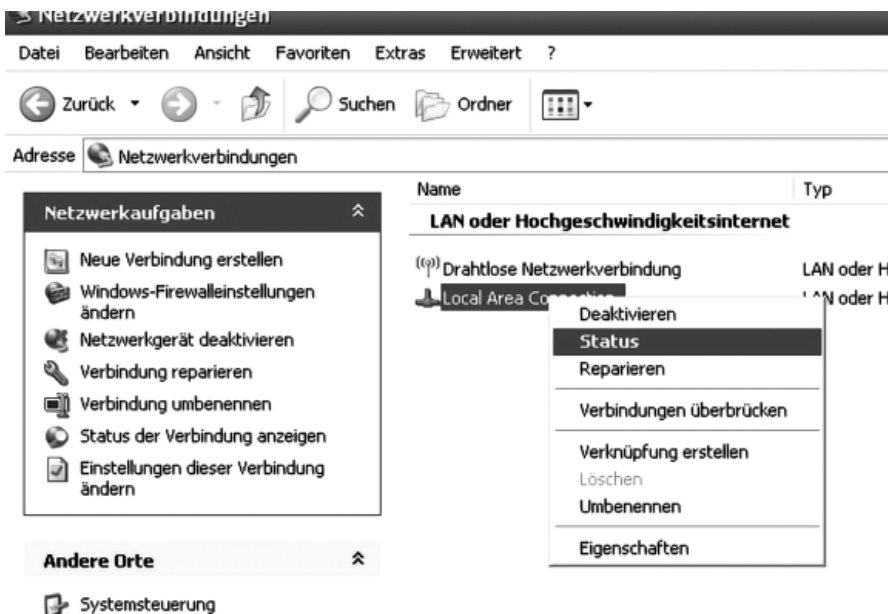 Netzwerkverbindungen
Datei Bearbeiten Ansicht Favoriten Extras Erweitert ?
Zurück Suchen Ordner
Adresse Netzwerkverbindungen
Netzwerkaufgaben
Neue Verbindung erstellen
Windows-Firewalleinstellungen
ändern
Netzwerkgerät deaktivieren
Verbindung reparieren
Verbindung umbenennen
Status der Verbindung anzeigen
Einstellungen dieser Verbindung
ändern
Andere Orte
Systemsteuerung
Name Typ
LAN oder Hochgeschwindigkeitsinternet
Drahtlose Netzwerkverbindung LAN oder H
Local Area LAN oder H
Deaktivieren
Status
Reparieren
Verbindungen überbrücken
Verknüpfung erstellen
Löschen
Umbenennen
Eigenschaften